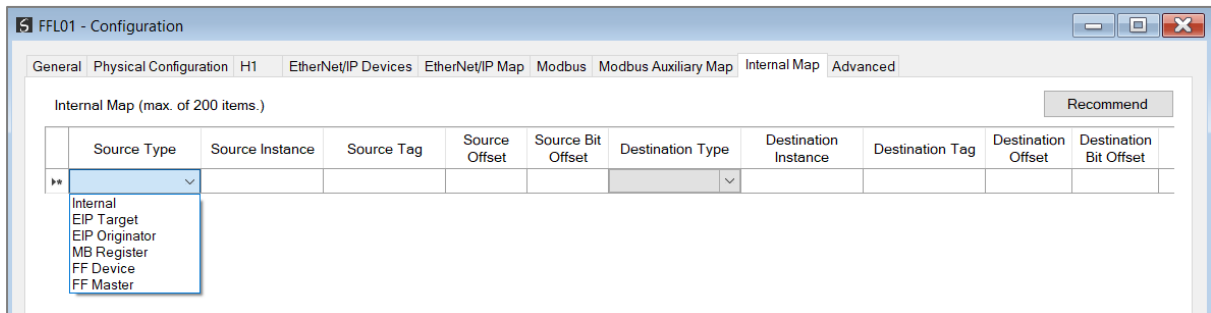 FFL01 - Configuration
General Physical Configuration H1 EtherNet/IP Devices EtherNet/IP Map Modbus Modbus Auxiliary Map Internal Map Advanced
Internal Map (max. of 200 items.) Recommend
Source Type Source Instance Source Tag Source Offset Source Bit Offset Destination Type Destination Instance Destination Tag Destination Offset Destination Bit Offset
Internal
EIP Target
EIP Originator
MB Register
FF Device
FF Master